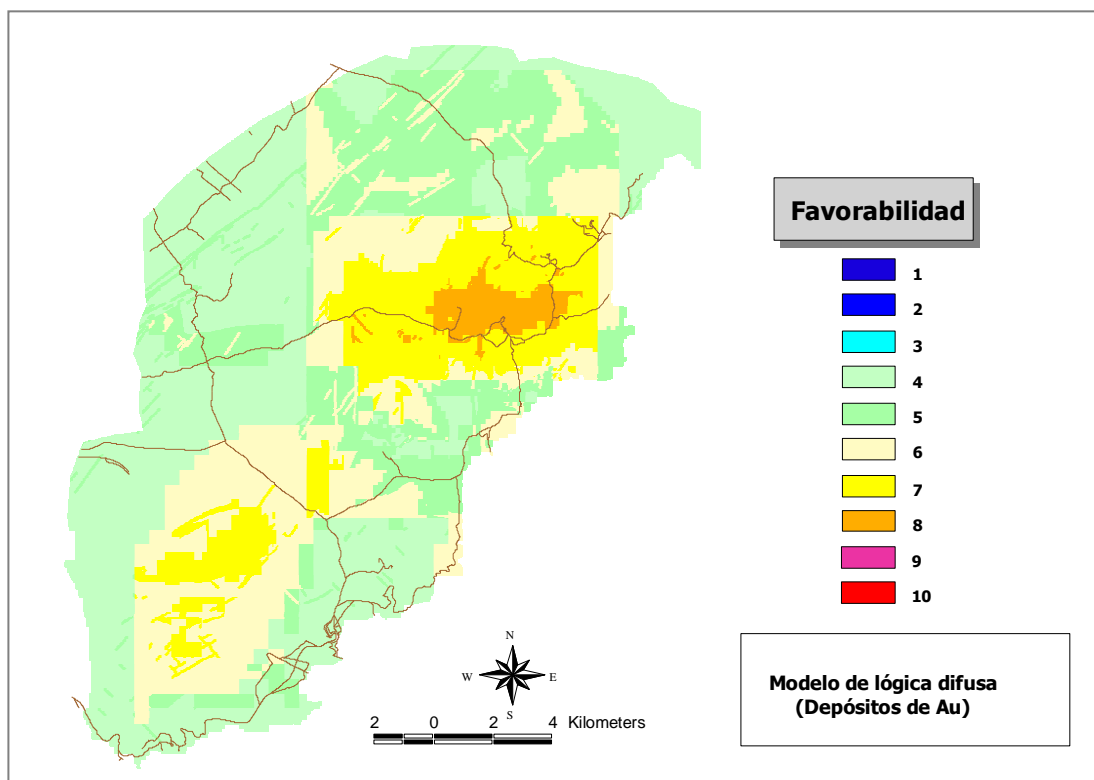 Favorabilidad
1
2
3
4
5
6
7
8
9
10
N
W E
S
2 0 2 4 Kilometers
Modelo de lógica difusa
(Depósitos de Au)